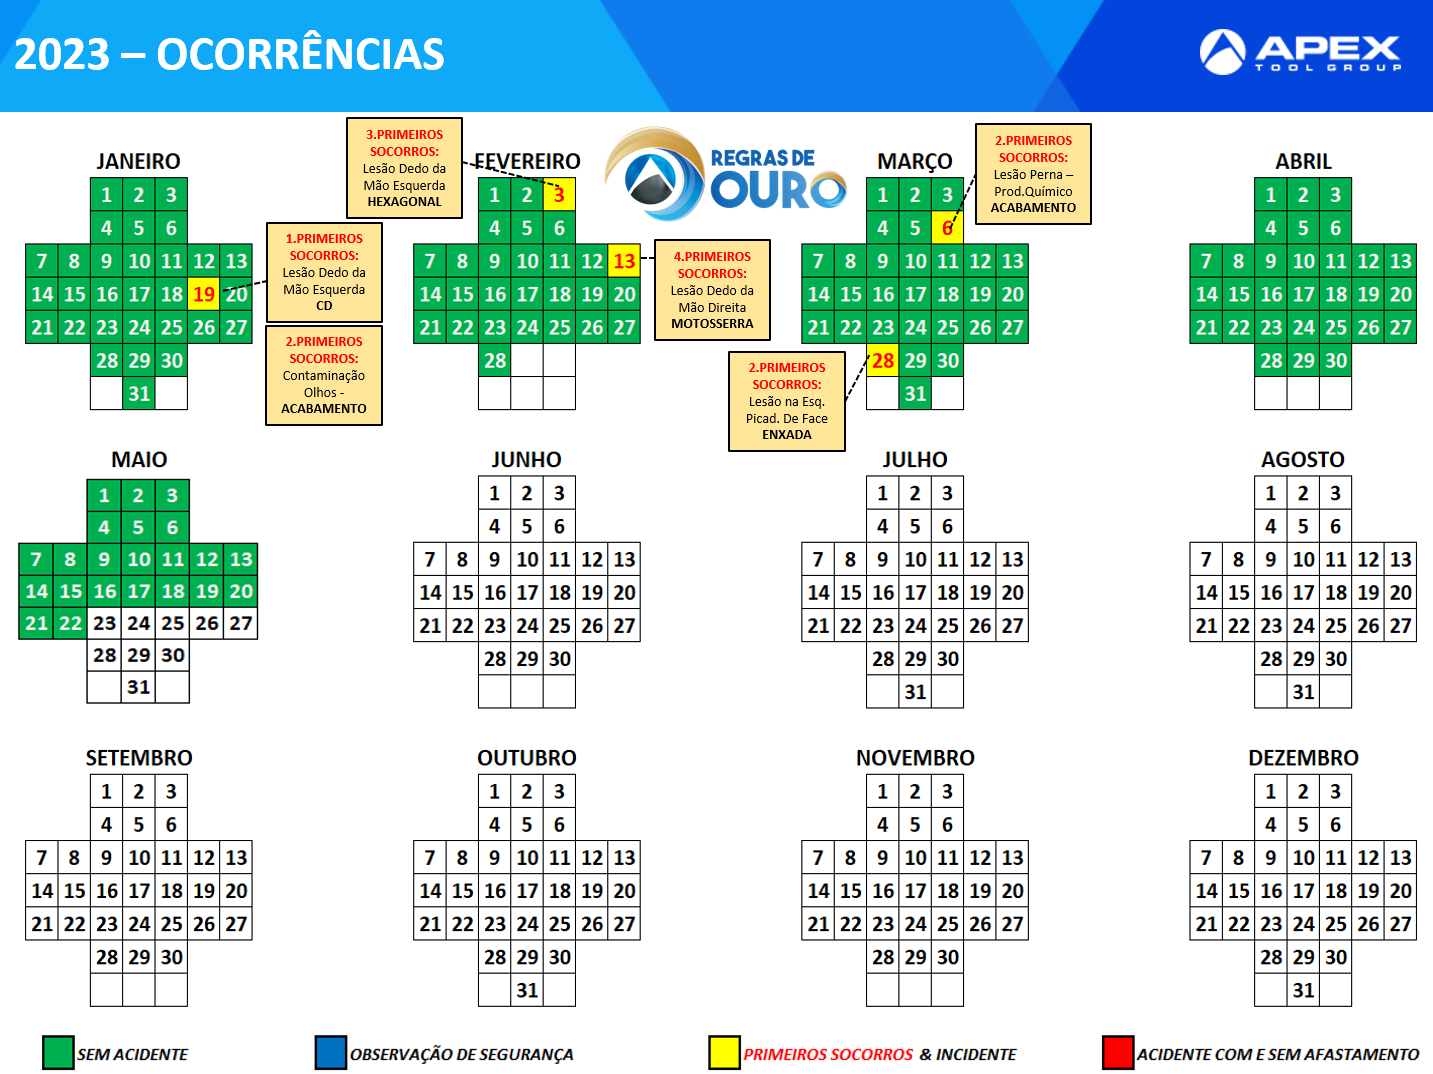 2023 – OCORRÊNCIAS
APEX
TOOL GROUP
JANEIRO
1 2 3
4 5 6
7 8 9 10 11 12 13
14 15 16 17 18 19 20
21 22 23 24 25 26 27
28 29 30
31
1.PRIMEIROS
SOCORROS:
Lesão Dedo da
Mão Esquerda
CD
2.PRIMEIROS
SOCORROS:
Contaminação
Olhos -
ACABAMENTO
3.PRIMEIROS
SOCORROS:
Lesão Dedo da
Mão Esquerda
HEXAGONAL
FEVEREIRO
1 2 3
4 5 6
7 8 9 10 11 12 13
14 15 16 17 18 19 20
21 22 23 24 25 26 27
28
REGRAS DE
OURO
4.PRIMEIROS
SOCORROS:
Lesão Dedo da
Mão Direita
MOTOSSERRA
MARÇO
1 2 3
4 5 6
7 8 9 10 11 12 13
14 15 16 17 18 19 20
21 22 23 24 25 26 27
28 29 30
31
2.PRIMEIROS
SOCORROS:
Lesão Perna –
Prod.Químico
ACABAMENTO
2.PRIMEIROS
SOCORROS:
Lesão na Esq.
Picad. De Face
ENXADA
ABRIL
1 2 3
4 5 6
7 8 9 10 11 12 13
14 15 16 17 18 19 20
21 22 23 24 25 26 27
28 29 30
MAIO
1 2 3
4 5 6
7 8 9 10 11 12 13
14 15 16 17 18 19 20
21 22 23 24 25 26 27
28 29 30
31
JUNHO
1 2 3
4 5 6
7 8 9 10 11 12 13
14 15 16 17 18 19 20
21 22 23 24 25 26 27
28 29 30
JULHO
1 2 3
4 5 6
7 8 9 10 11 12 13
14 15 16 17 18 19 20
21 22 23 24 25 26 27
28 29 30
31
AGOSTO
1 2 3
4 5 6
7 8 9 10 11 12 13
14 15 16 17 18 19 20
21 22 23 24 25 26 27
28 29 30
31
SETEMBRO
1 2 3
4 5 6
7 8 9 10 11 12 13
14 15 16 17 18 19 20
21 22 23 24 25 26 27
28 29 30
OUTUBRO
1 2 3
4 5 6
7 8 9 10 11 12 13
14 15 16 17 18 19 20
21 22 23 24 25 26 27
28 29 30
31
NOVEMBRO
1 2 3
4 5 6
7 8 9 10 11 12 13
14 15 16 17 18 19 20
21 22 23 24 25 26 27
28 29 30
DEZEMBRO
1 2 3
4 5 6
7 8 9 10 11 12 13
14 15 16 17 18 19 20
21 22 23 24 25 26 27
28 29 30
31
SEM ACIDENTE
OBSERVAÇÃO DE SEGURANÇA
PRIMEIROS SOCORROS & INCIDENTE
ACIDENTE COM E SEM AFASTAMENTO